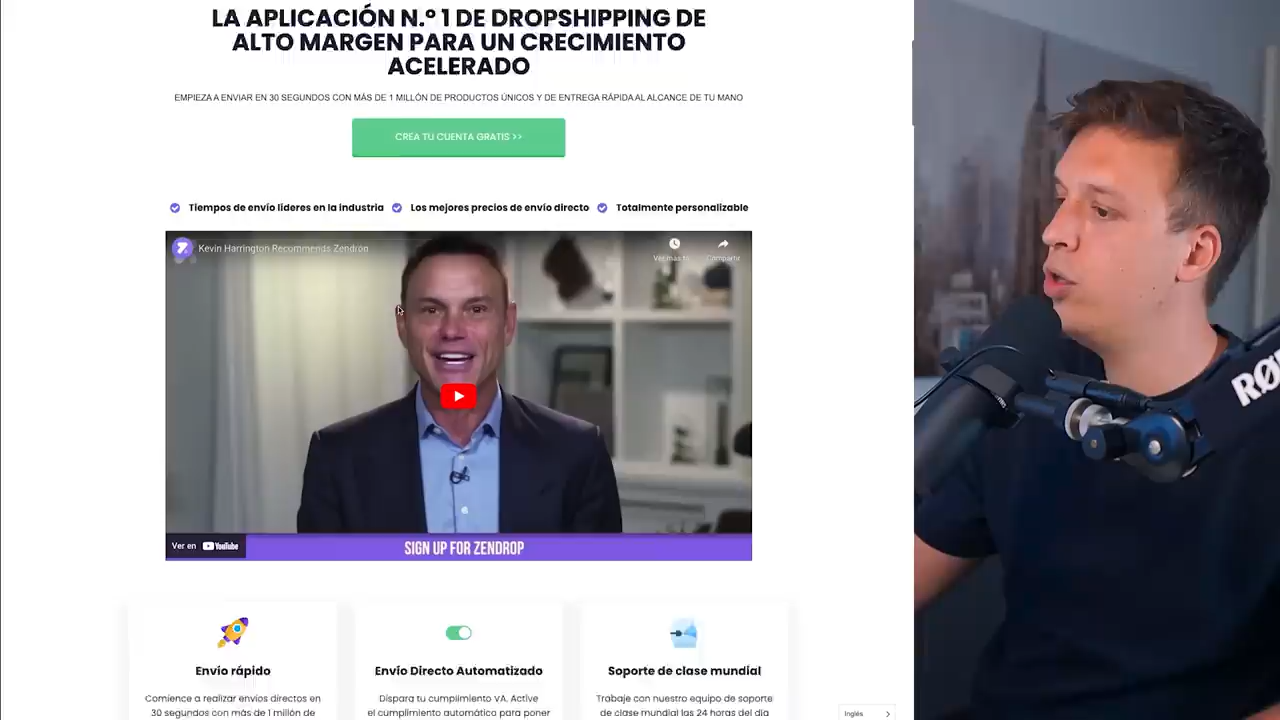 LA APLICACIÓN N.º 1 DE DROPSHIPPING DE
ALTO MARGEN PARA UN CRECIMIENTO
ACELERADO
EMPIEZA A ENVIAR EN 30 SEGUNDOS CON MÁS DE 1 MILLÓN DE PRODUCTOS ÚNICOS Y DE ENTREGA RÁPIDA AL ALCANCE DE TU MANO
CREA TU CUENTA GRATIS >>
Tiempos de envío líderes en la industria Los mejores precios de envío directo Totalmente personalizable
Kevin Harrington Recommends Zendrop
Ver más ta Compartir
Ver en YouTube
SIGN UP FOR ZENDROP
Envío rápido
Comience a realizar envíos directos en
30 segundos con más de 1 millón de
Envío Directo Automatizado
Dispara tu cumplimiento VA. Active
el cumplimiento automático para poner
Soporte de clase mundial
Trabaje con nuestro equipo de soporte
de clase mundial las 24 horas del día
Inglés
RØD